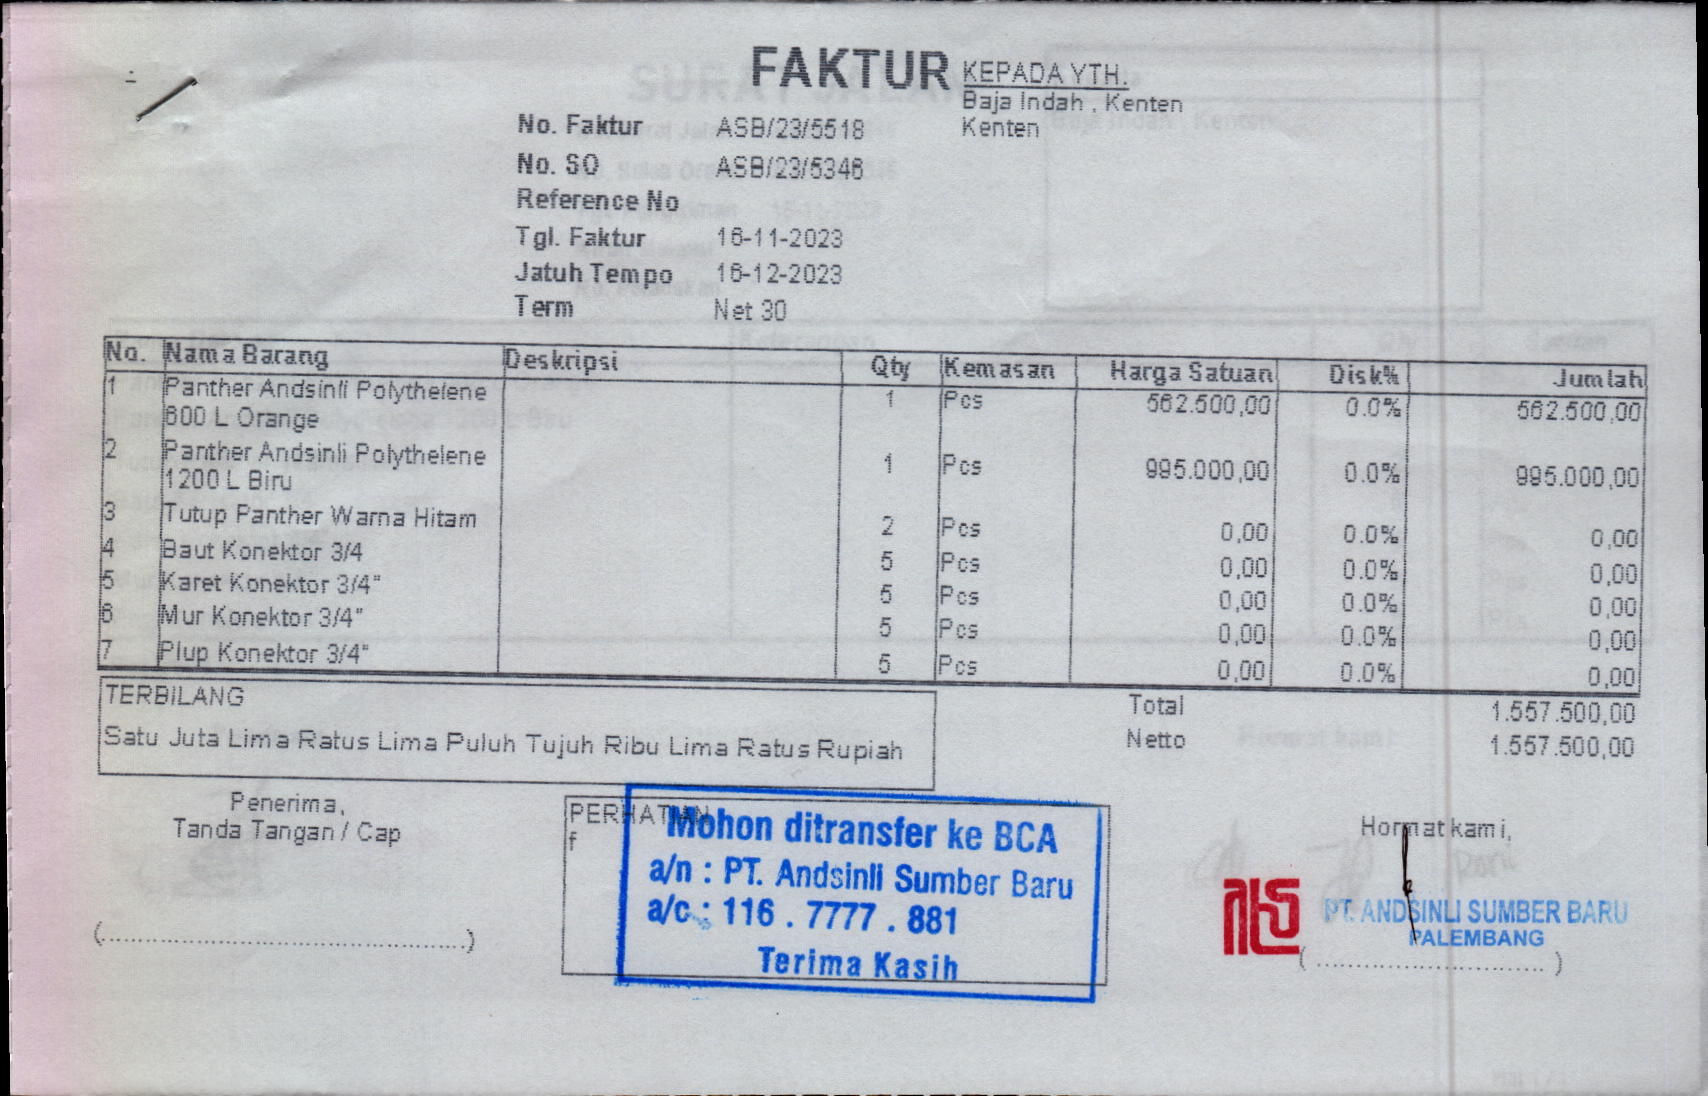 FAKTUR
KEPADA YTH.
Baja Indah , Kenten
Kenten
No. Faktur ASB/23/5518
No. SO ASB/23/5346
Reference No
Tgl. Faktur 16-11-2023
Jatuh Tempo 16-12-2023
Term Net 30
No. Nama Barang Deskripsi Qty Kemasan Harga Satuan Disk% Jumlah
1 Panther Andsinli Polythelene 1 Pcs 562.500,00 0.0% 562.500,00
600 L Orange
2 Panther Andsinli Polythelene 1 Pcs 995.000,00 0.0% 995.000,00
1200 L Biru
3 Tutup Panther Warna Hitam 2 Pcs 0,00 0.0% 0,00
4 Baut Konektor 3/4 5 Pcs 0,00 0.0% 0,00
5 Karet Konektor 3/4" 5 Pcs 0,00 0.0% 0,00
6 Mur Konektor 3/4" 5 Pcs 0,00 0.0% 0,00
7 Plup Konektor 3/4" 5 Pcs 0,00 0.0% 0,00
TERBILANG
Satu Juta Lima Ratus Lima Puluh Tujuh Ribu Lima Ratus Rupiah
Total 1.557.500,00
Netto 1.557.500,00
Penerima,
Tanda Tangan / Cap
(..............................................)
PERHATIAN
f
Mohon ditransfer ke BCA
a/n : PT. Andsinli Sumber Baru
a/c : 116 . 7777 . 881
Terima Kasih
Hormat kami,
PT. ANDSINLI SUMBER BARU
PALEMBANG
( .............................. )